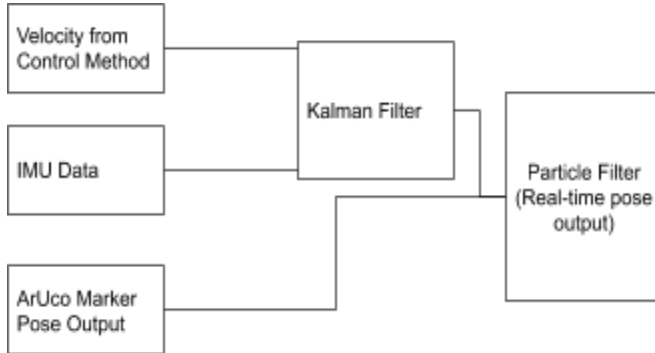 Velocity from
Control Method
Kalman Filter
IMU Data
Particle Filter
(Real-time pose
output)
ArUco Marker
Pose Output